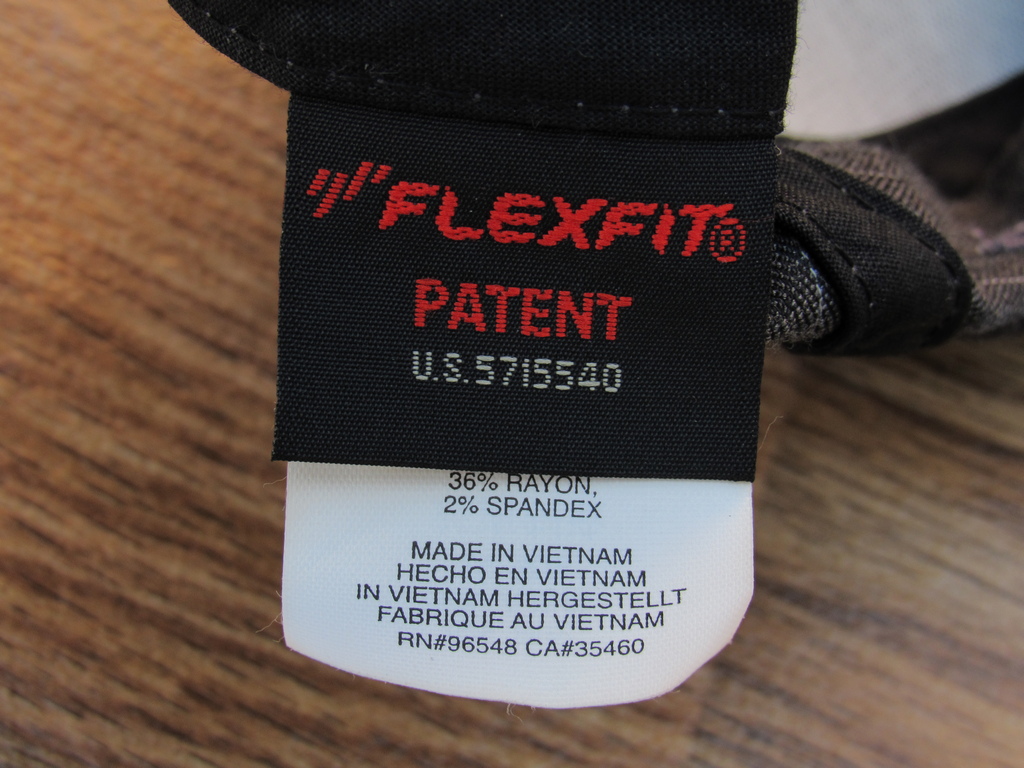 FLEXFIT®
PATENT
U.S.5715540
36% RAYON,
2% SPANDEX
MADE IN VIETNAM
HECHO EN VIETNAM
IN VIETNAM HERGESTELLT
FABRIQUE AU VIETNAM
RN#96548 CA#35460